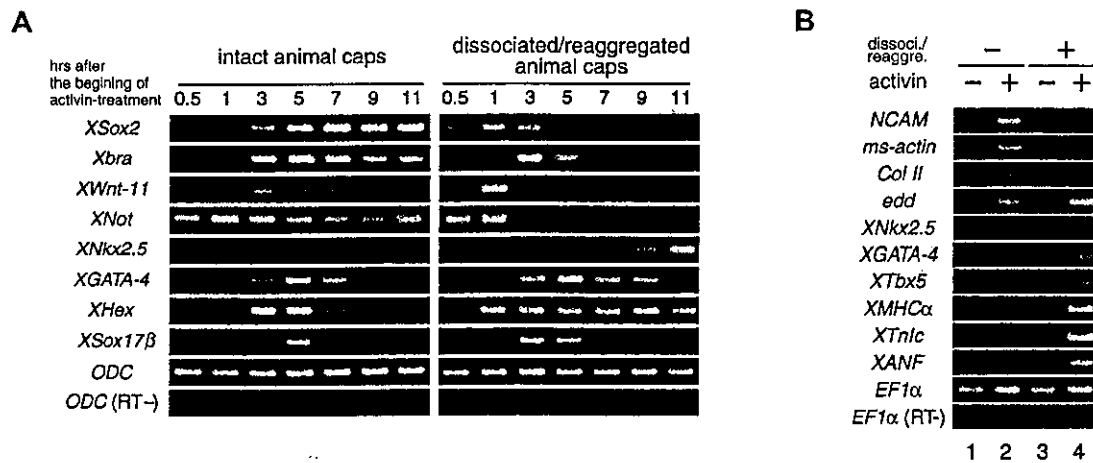 A
hrs after
the begining of
activin-treatment
intact animal caps
0.5 1 3 5 7 9 11
dissociated/reaggregated
animal caps
0.5 1 3 5 7 9 11
XSox2
Xbra
XWnt-11
XNot
XNkx2.5
XGATA-4
XHex
XSox17β
ODC
ODC (RT-)
B
dissoci./
reaggre.
− +
activin − + − +
NCAM
ms-actin
Col II
edd
XNkx2.5
XGATA-4
XTbx5
XMHCα
XTnIc
XANF
EF1α
EF1α (RT-)
1 2 3 4